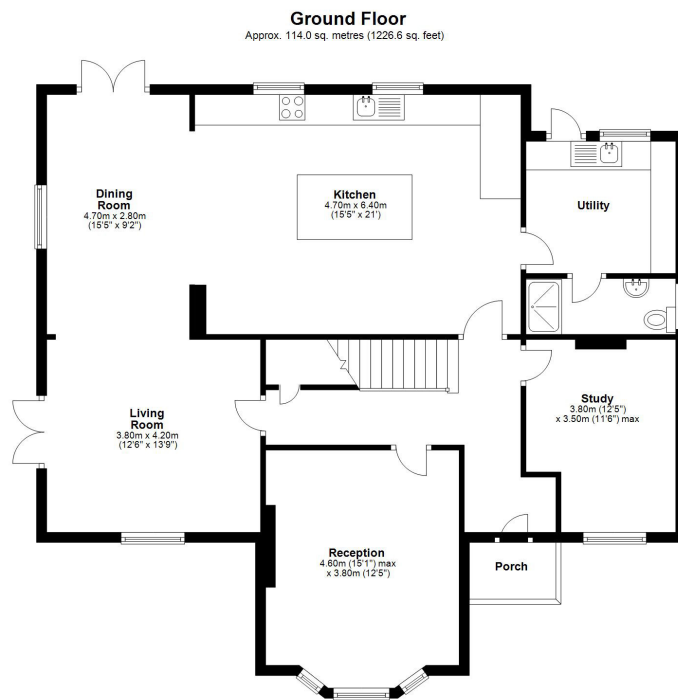 Ground Floor
Approx. 114.0 sq. metres (1226.6 sq. feet)
Dining
Room
4.70m x 2.80m
(15'5" x 9'2")
Kitchen
4.70m x 6.40m
(15'5" x 21')
Utility
Living
Room
3.80m x 4.20m
(12'6" x 13'9")
Study
3.80m (12'5")
x 3.50m (11'6") max
Reception
4.60m (15'1") max
x 3.80m (12'5")
Porch